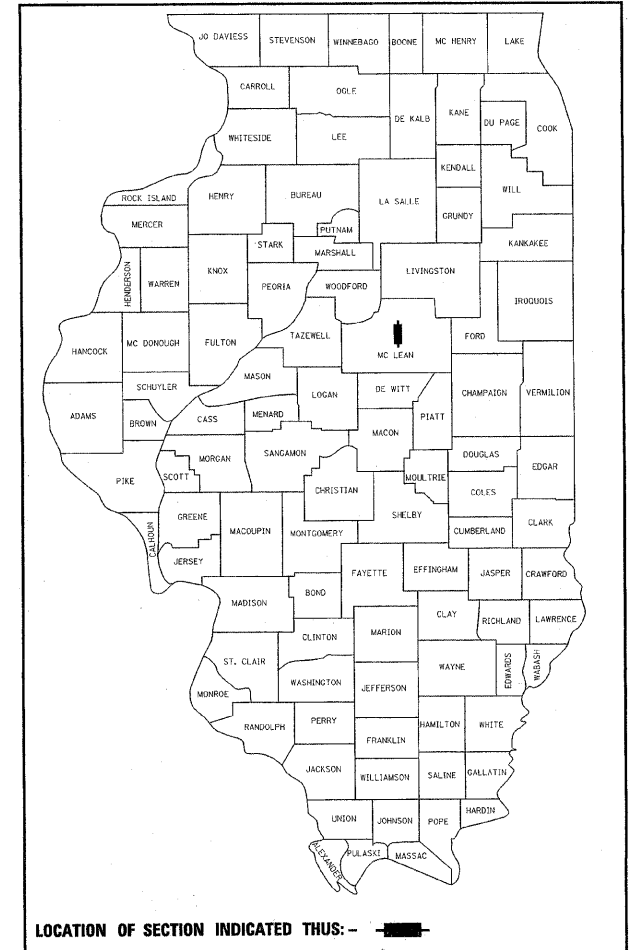 JO DAVIESS STEVENSON WINNEBAGO BOONE MC HENRY LAKE
CARROLL OGLE DE KALB KANE DU PAGE COOK
WHITESIDE LEE KENDALL WILL
ROCK ISLAND HENRY BUREAU LA SALLE GRUNDY
MERCER PUTNAM KANKAKEE
STARK MARSHALL
HENDERSON WARREN KNOX PEORIA WOODFORD LIVINGSTON IROQUOIS
HANCOCK MC DONOUGH FULTON TAZEWELL MC LEAN FORD
SCHUYLER MASON LOGAN DE WITT CHAMPAIGN VERMILION
ADAMS BROWN CASS MENARD MACON PIATT
PIKE SCOTT MORGAN SANGAMON CHRISTIAN MOULTRIE DOUGLAS EDGAR
COLES
CALHOUN GREENE MACOUPIN MONTGOMERY SHELBY CUMBERLAND CLARK
JERSEY FAYETTE EFFINGHAM JASPER CRAWFORD
MADISON BOND CLAY RICHLAND LAWRENCE
CLINTON MARION
ST. CLAIR WASHINGTON WAYNE EDWARDS WABASH
MONROE JEFFERSON
RANDOLPH PERRY HAMILTON WHITE
FRANKLIN
JACKSON WILLIAMSON SALINE GALLATIN
UNION JOHNSON POPE HARDIN
ALEXANDER PULASKI MASSAC
LOCATION OF SECTION INDICATED THUS:-